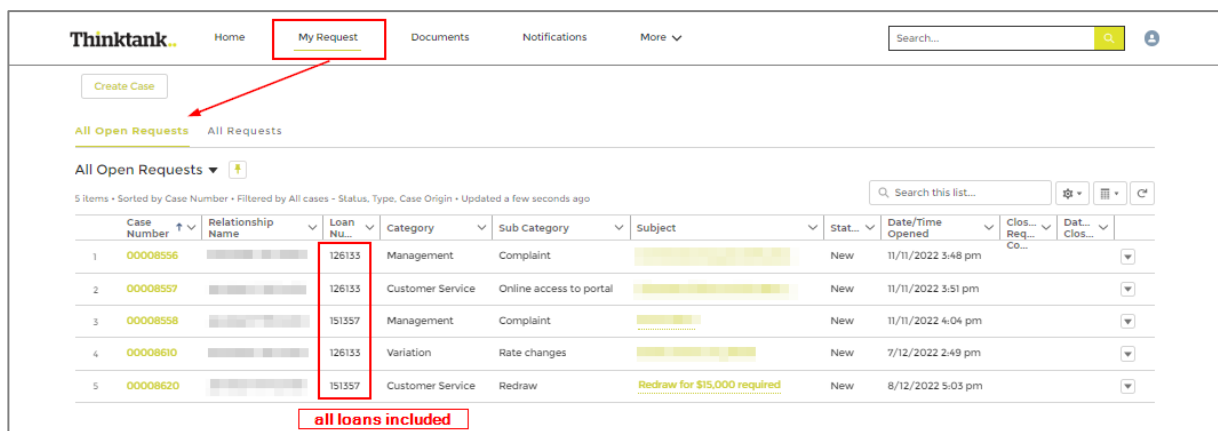 Thinktank.. Home My Request Documents Notifications More Search...
Create Case
All Open Requests All Requests
All Open Requests
5 items • Sorted by Case Number • Filtered by All cases - Status, Type, Case Origin • Updated a few seconds ago
Search this list...
Case Number Relationship Name Loan Nu... Category Sub Category Subject Stat... Date/Time Opened Clos... Req... Co... Dat... Clos...
1 00008556 126133 Management Complaint New 11/11/2022 3:48 pm
2 00008557 126133 Customer Service Online access to portal New 11/11/2022 3:51 pm
3 00008558 151357 Management Complaint New 11/11/2022 4:04 pm
4 00008610 126133 Variation Rate changes New 7/12/2022 2:49 pm
5 00008620 151357 Customer Service Redraw Redraw for $15,000 required New 8/12/2022 5:03 pm
all loans included